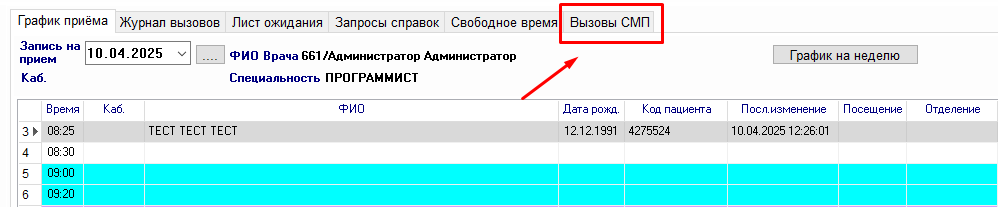 График приёма Журнал вызовов Лист ожидания Запросы справок Свободное время Вызовы СМП
Запись на прием 10.04.2025 .... ФИО Врача 661/Администратор Администратор График на неделю
Каб. Специальность ПРОГРАММИСТ
Время Каб. ФИО Дата рожд. Код пациента Посл.изменение Посещение Отделение
3 08:25 ТЕСТ ТЕСТ ТЕСТ 12.12.1991 4275524 10.04.2025 12:26:01
4 08:30
5 09:00
6 09:20